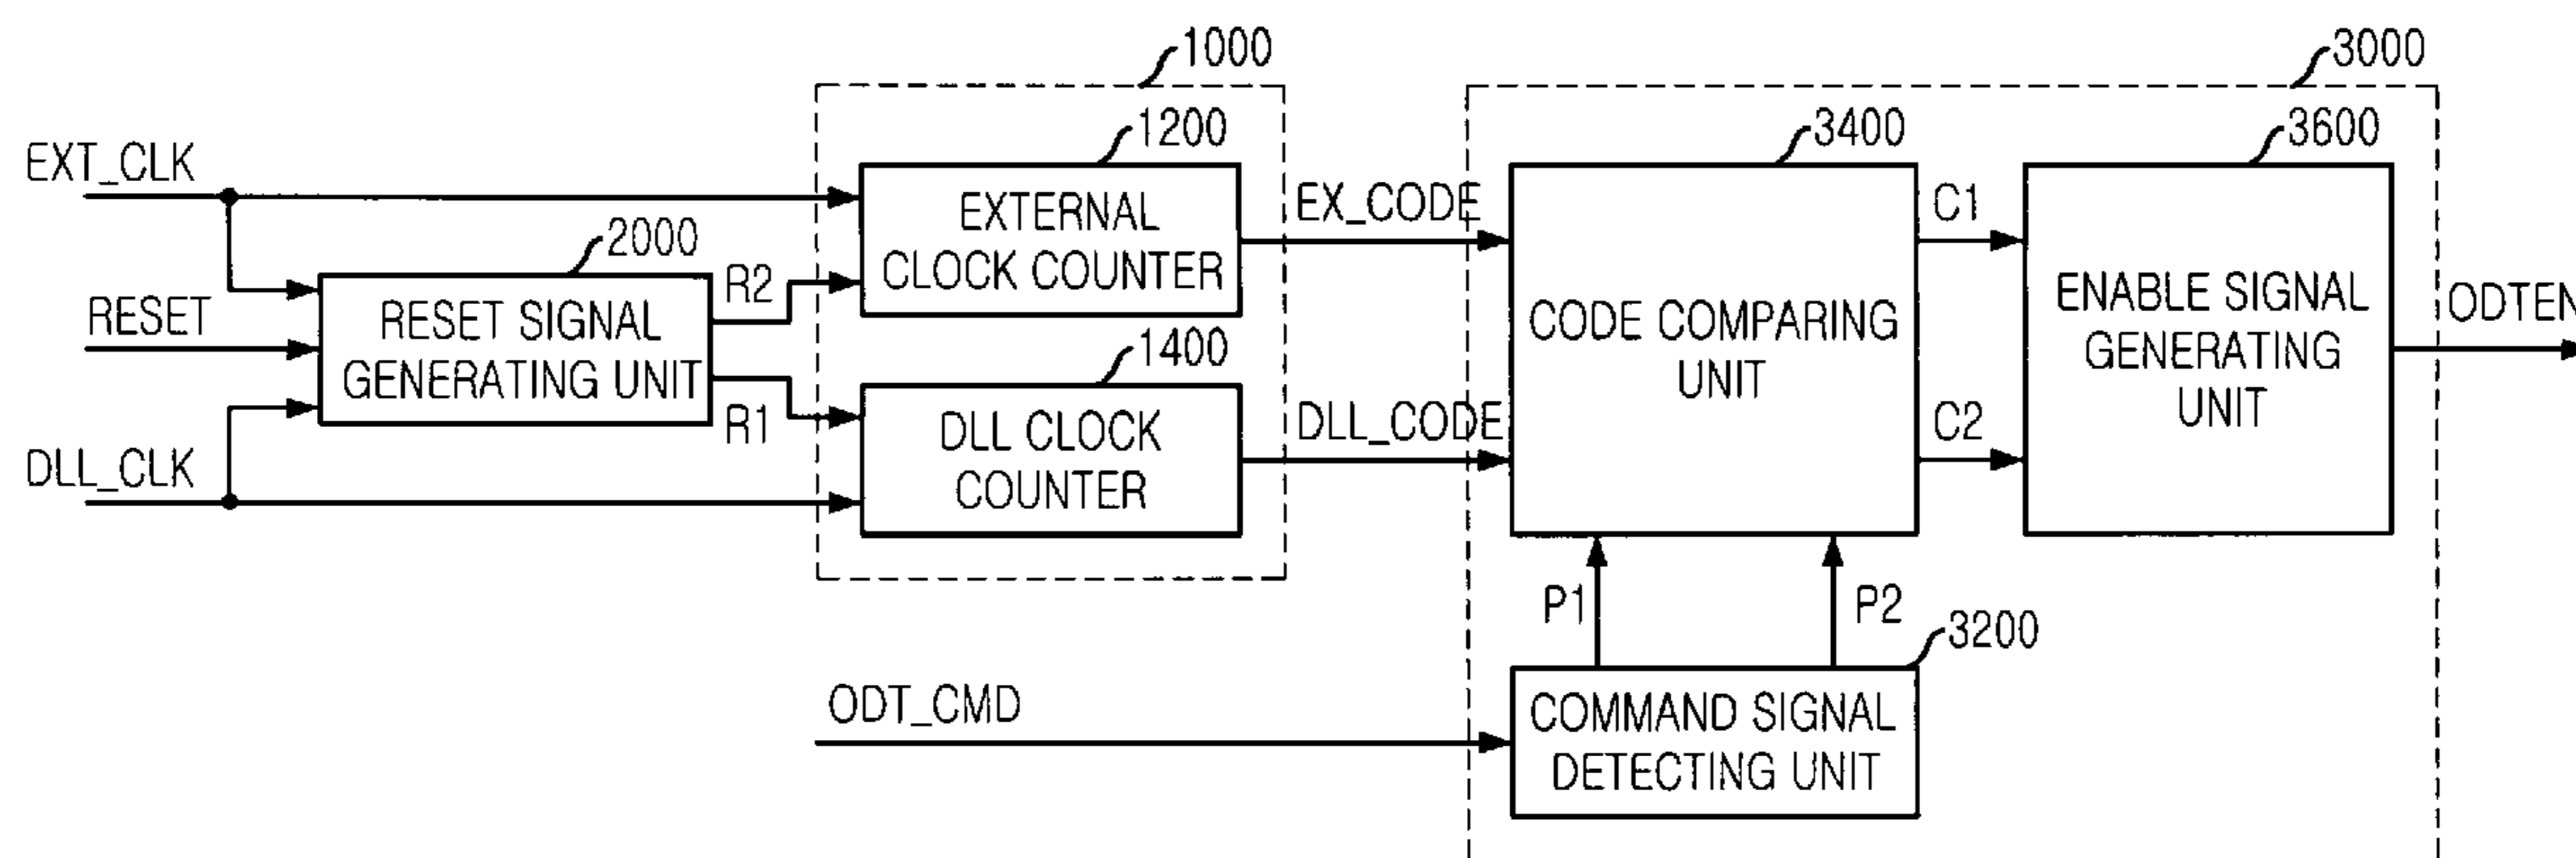 1000
3000
1200
3400
3600
EXT_CLK
EXTERNAL
CLOCK COUNTER
EX_CODE
C1
2000
R2
RESET
RESET SIGNAL
GENERATING UNIT
CODE COMPARING
UNIT
ENABLE SIGNAL
GENERATING
UNIT
ODTEN
1400
R1
DLL_CLK
DLL CLOCK
COUNTER
DLL_CODE
C2
P1
P2
3200
ODT_CMD
COMMAND SIGNAL
DETECTING UNIT